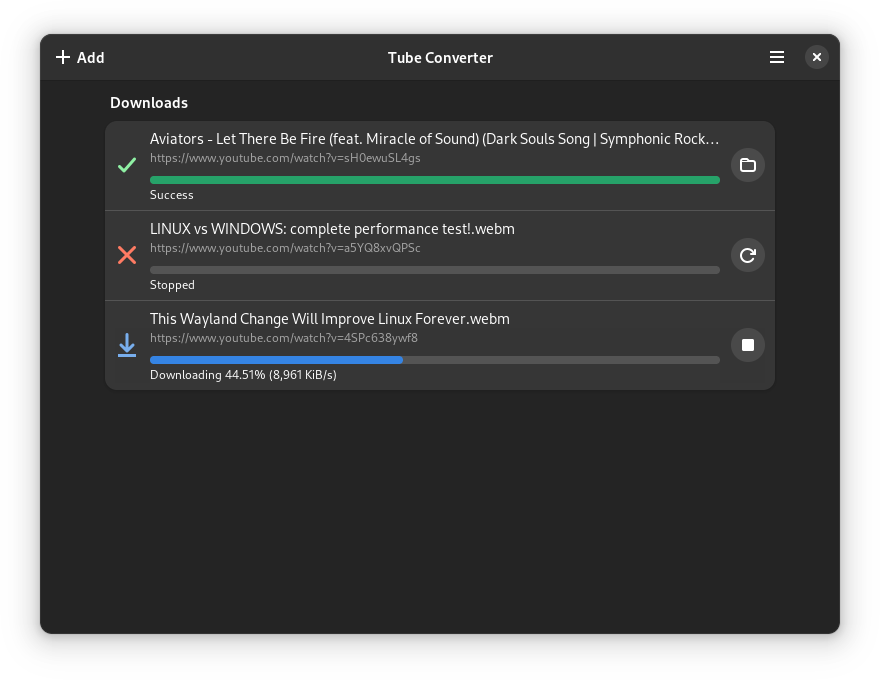 Add
Tube Converter
Downloads
Aviators - Let There Be Fire (feat. Miracle of Sound) (Dark Souls Song | Symphonic Rock…
https://www.youtube.com/watch?v=sH0ewuSL4gs
Success
LINUX vs WINDOWS: complete performance test!.webm
https://www.youtube.com/watch?v=a5YQ8xvQPSc
Stopped
This Wayland Change Will Improve Linux Forever.webm
https://www.youtube.com/watch?v=4SPc638ywf8
Downloading 44.51% (8,961 KiB/s)